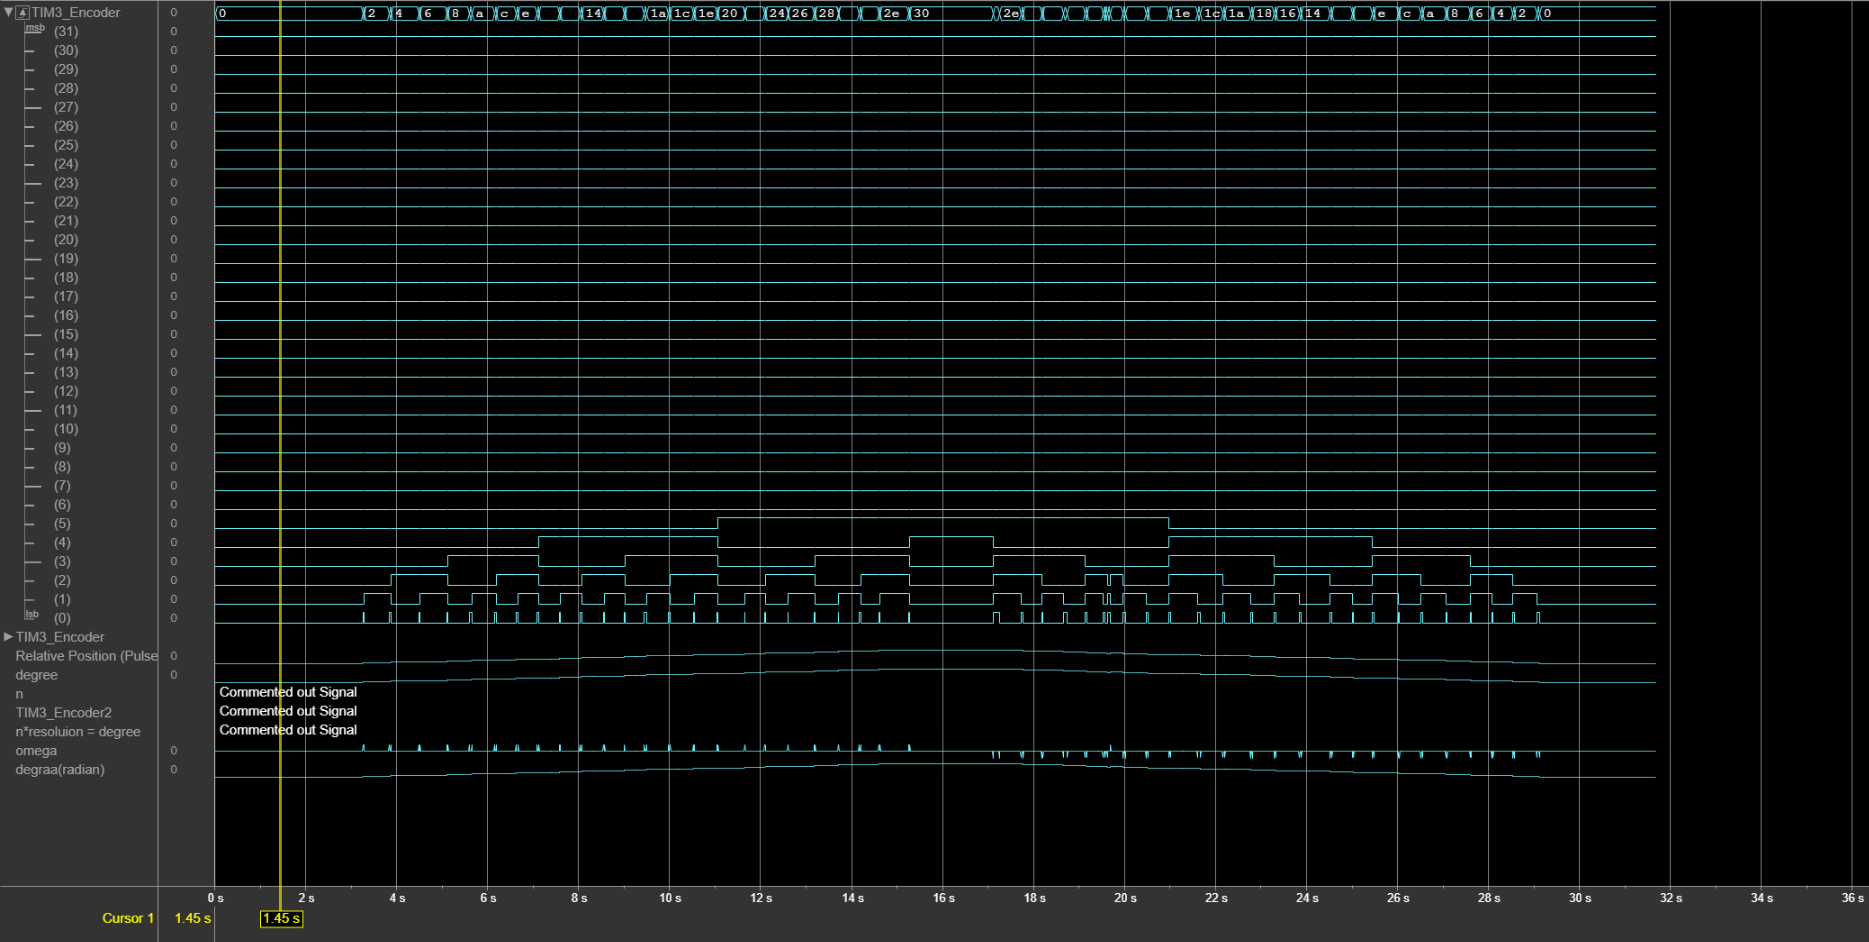 TIM3_Encoder 0 0 2 4 6 8 a c e 14 1a 1c 1e 20 24 26 28 2e 30 2e 1e 1c 1a 18 16 14 e c a 8 6 4 2 0
msb (31) 0
(30) 0
(29) 0
(28) 0
(27) 0
(26) 0
(25) 0
(24) 0
(23) 0
(22) 0
(21) 0
(20) 0
(19) 0
(18) 0
(17) 0
(16) 0
(15) 0
(14) 0
(13) 0
(12) 0
(11) 0
(10) 0
(9) 0
(8) 0
(7) 0
(6) 0
(5) 0
(4) 0
(3) 0
(2) 0
(1) 0
lsb (0) 0
TIM3_Encoder
Relative Position (Pulse 0
degree 0
n Commented out Signal
TIM3_Encoder2 Commented out Signal
n*resoluion = degree Commented out Signal
omega 0
degraa(radian) 0
0 s 2 s 4 s 6 s 8 s 10 s 12 s 14 s 16 s 18 s 20 s 22 s 24 s 26 s 28 s 30 s 32 s 34 s 36 s
Cursor 1 1.45 s 1.45 s